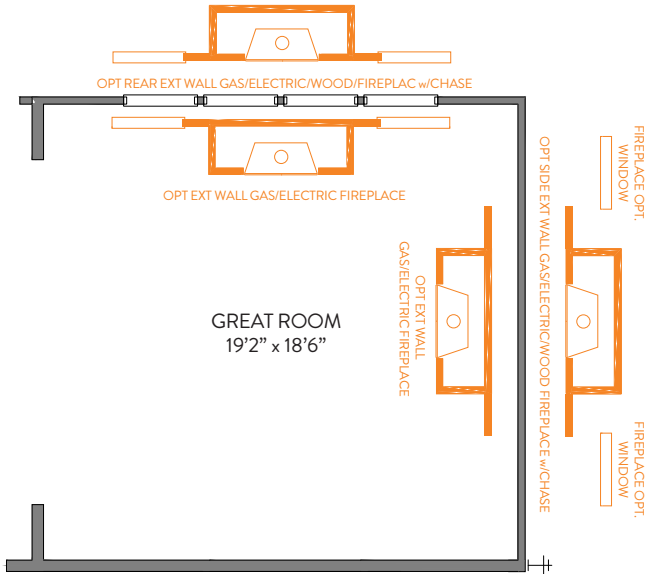 OPT REAR EXT WALL GAS/ELECTRIC/WOOD/FIREPLAC w/CHASE
OPT EXT WALL GAS/ELECTRIC FIREPLACE
GREAT ROOM
19'2" x 18'6"
OPT EXT WALL
GAS/ELECTRIC FIREPLACE
OPT SIDE EXT WALL GAS/ELECTRIC/WOOD FIREPLACE w/CHASE
FIREPLACE OPT.
WINDOW
FIREPLACE OPT.
WINDOW